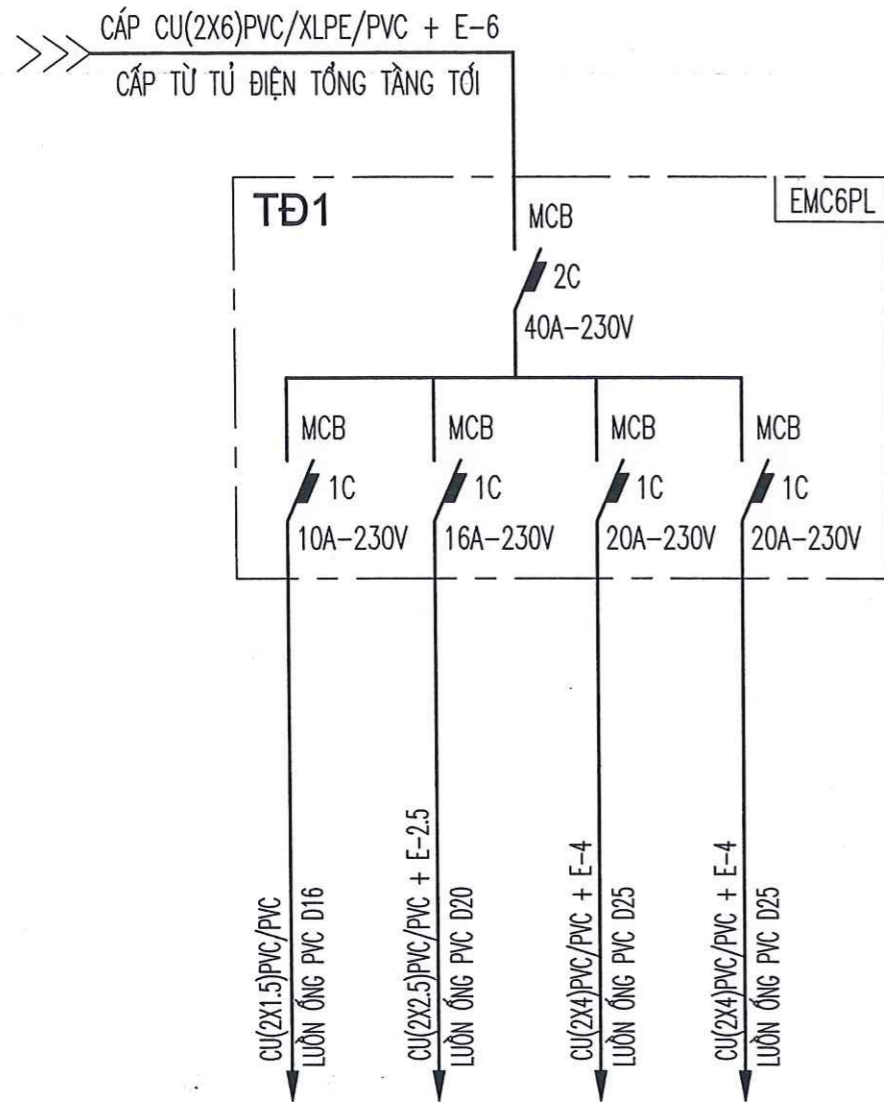 CÁP CU(2X6)PVC/XLPE/PVC + E-6
CẤP TỪ TỦ ĐIỆN TỔNG TẦNG TỚI
TĐ1
EMC6PL
MCB
2C
40A-230V
MCB
1C
10A-230V
MCB
1C
16A-230V
MCB
1C
20A-230V
MCB
1C
20A-230V
CU(2X1.5)PVC/PVC
LUỒN ỐNG PVC D16
CU(2X2.5)PVC/PVC + E-2.5
LUỒN ỐNG PVC D20
CU(2X4)PVC/PVC + E-4
LUỒN ỐNG PVC D25
CU(2X4)PVC/PVC + E-4
LUỒN ỐNG PVC D25